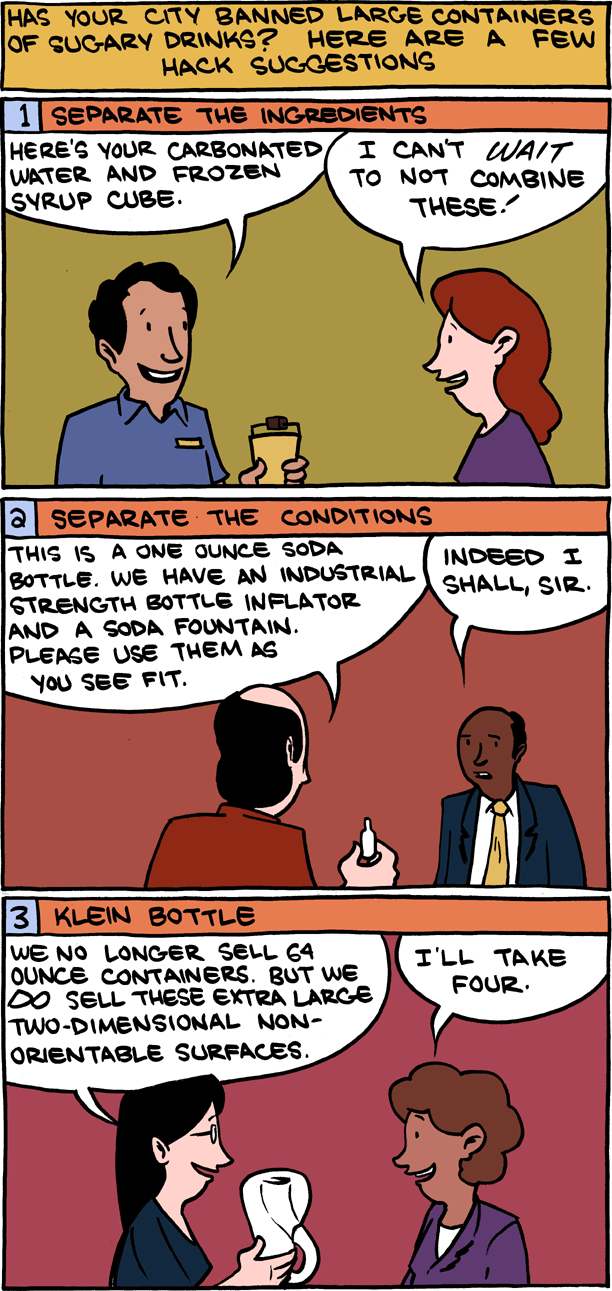 HAS YOUR CITY BANNED LARGE CONTAINERS
OF SUGARY DRINKS? HERE ARE A FEW
HACK SUGGESTIONS
1 SEPARATE THE INGREDIENTS
HERE'S YOUR CARBONATED
WATER AND FROZEN
SYRUP CUBE.
I CAN'T WAIT
TO NOT COMBINE
THESE!
2 SEPARATE THE CONDITIONS
THIS IS A ONE OUNCE SODA
BOTTLE. WE HAVE AN INDUSTRIAL
STRENGTH BOTTLE INFLATOR
AND A SODA FOUNTAIN.
PLEASE USE THEM AS
YOU SEE FIT.
INDEED I
SHALL, SIR.
3 KLEIN BOTTLE
WE NO LONGER SELL 64
OUNCE CONTAINERS. BUT WE
DO SELL THESE EXTRA LARGE
TWO-DIMENSIONAL NON-
ORIENTABLE SURFACES.
I'LL TAKE
FOUR.